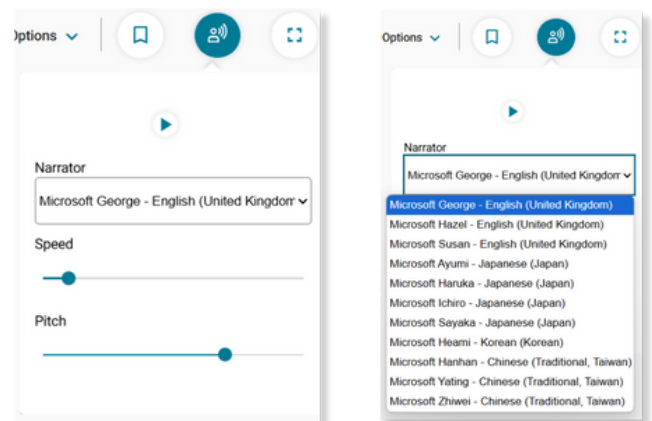 ptions
Narrator
Microsoft George - English (United Kingdom
Speed
Pitch
Options
Narrator
Microsoft George - English (United Kingdom
Microsoft George - English (United Kingdom)
Microsoft Hazel - English (United Kingdom)
Microsoft Susan - English (United Kingdom)
Microsoft Ayumi - Japanese (Japan)
Microsoft Haruka - Japanese (Japan)
Microsoft Ichiro - Japanese (Japan)
Microsoft Sayaka - Japanese (Japan)
Microsoft Heami - Korean (Korean)
Microsoft Hanhan - Chinese (Traditional, Taiwan)
Microsoft Yating - Chinese (Traditional, Taiwan)
Microsoft Zhiwei - Chinese (Traditional, Taiwan)